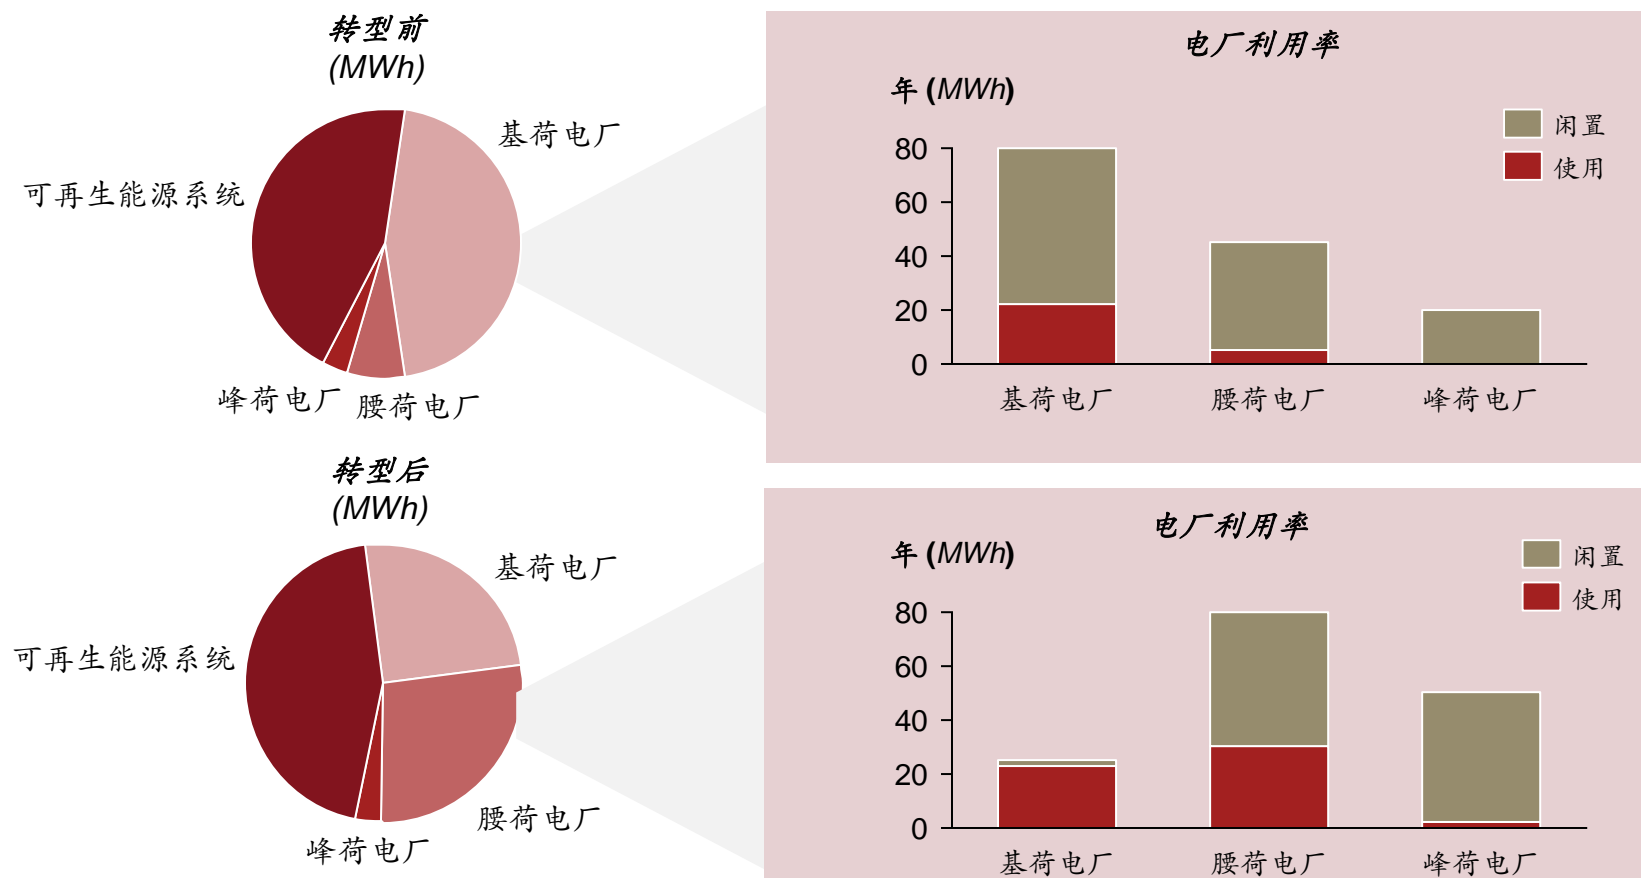 转型前
(MWh)
基荷电厂
可再生能源系统
峰荷电厂
腰荷电厂
电厂利用率
年 (MWh)
闲置
使用
80
60
40
20
0
基荷电厂
腰荷电厂
峰荷电厂
转型后
(MWh)
基荷电厂
可再生能源系统
腰荷电厂
峰荷电厂
电厂利用率
年 (MWh)
闲置
使用
80
60
40
20
0
基荷电厂
腰荷电厂
峰荷电厂